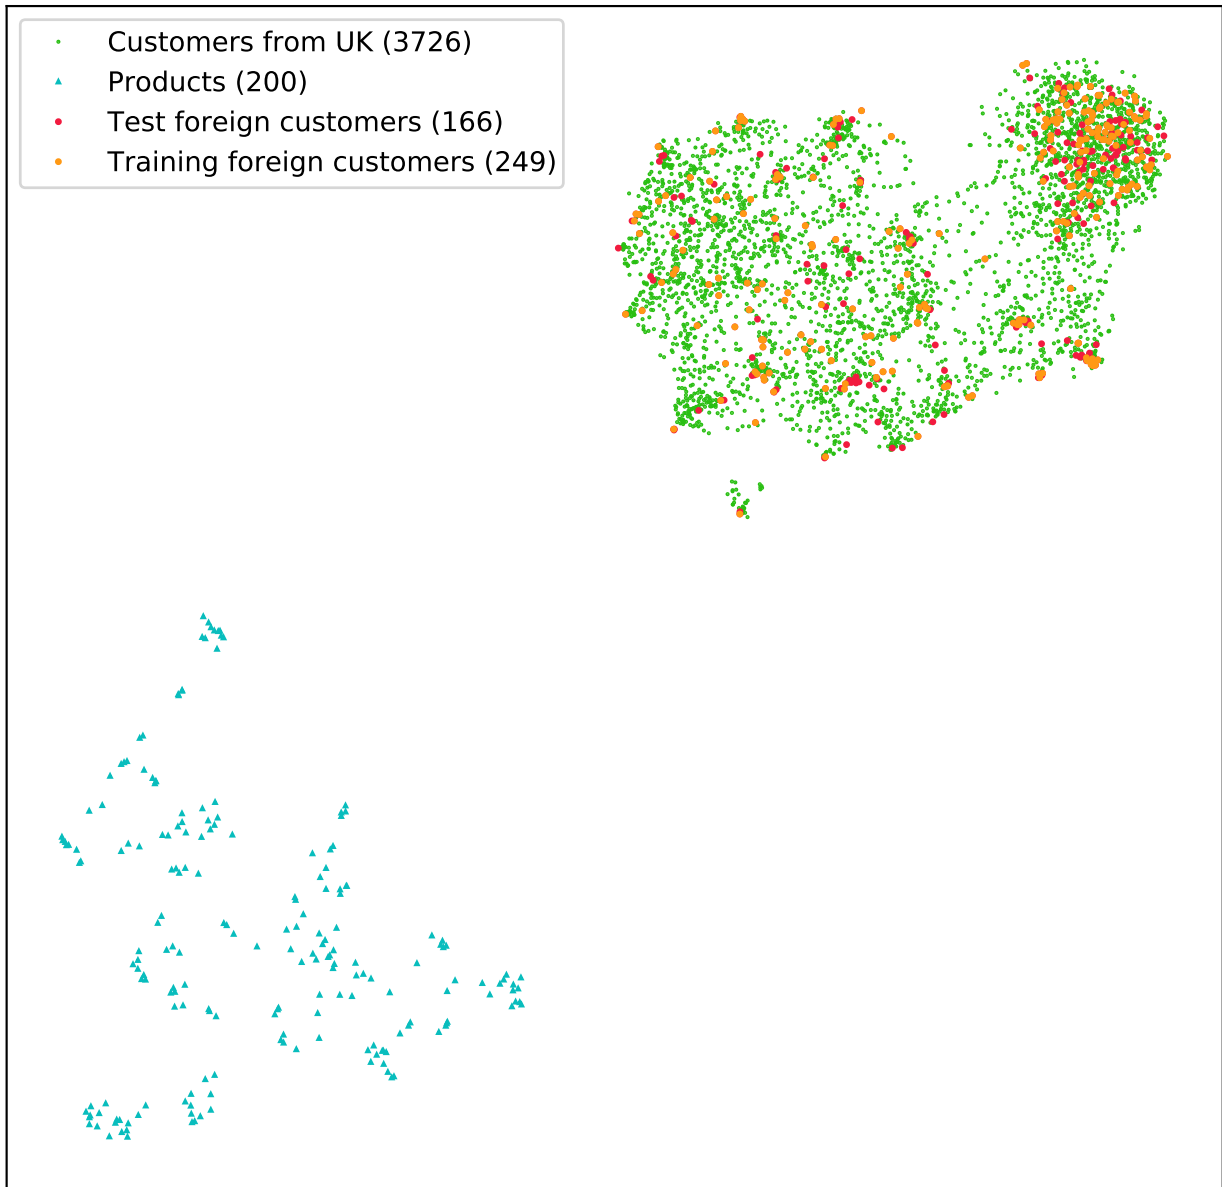 Customers from UK (3726)
Products (200)
Test foreign customers (166)
Training foreign customers (249)